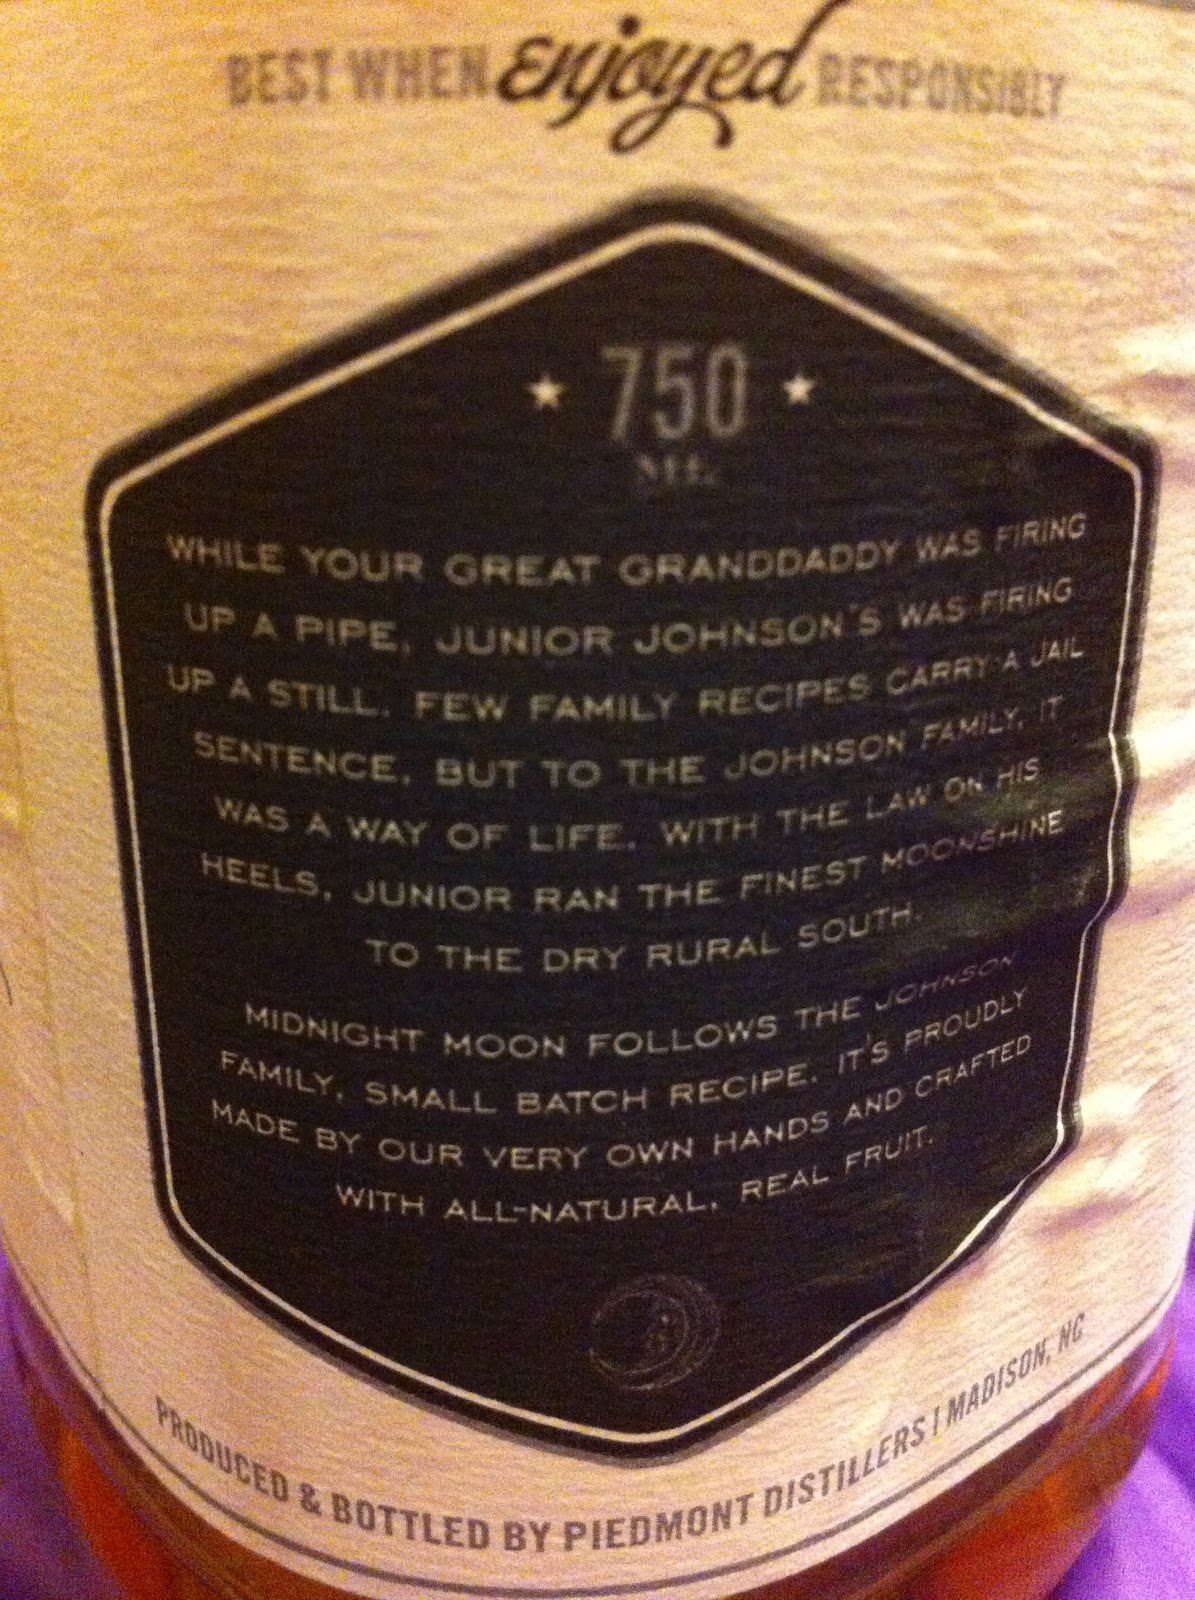 BEST WHEN enjoyed RESPONSIBLY
750
ML
WHILE YOUR GREAT GRANDDADDY WAS FIRING
UP A PIPE, JUNIOR JOHNSON'S WAS FIRING
UP A STILL. FEW FAMILY RECIPES CARRY A JAIL
SENTENCE, BUT TO THE JOHNSON FAMILY, IT
WAS A WAY OF LIFE. WITH THE LAW ON HIS
HEELS, JUNIOR RAN THE FINEST MOONSHINE
TO THE DRY RURAL SOUTH.
MIDNIGHT MOON FOLLOWS THE JOHNSON
FAMILY, SMALL BATCH RECIPE. IT'S PROUDLY
MADE BY OUR VERY OWN HANDS AND CRAFTED
WITH ALL-NATURAL, REAL FRUIT.
PRODUCED & BOTTLED BY PIEDMONT DISTILLERS | MADISON, NC